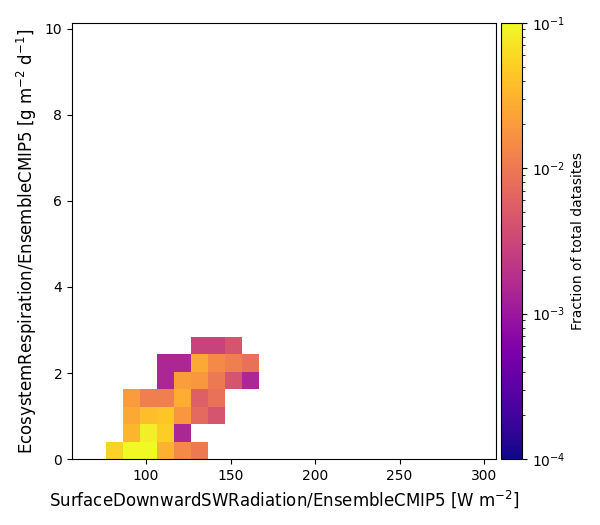 10
8
6
4
2
0
100 150 200 250 300
EcosystemRespiration/EnsembleCMIP5 [g m⁻² d⁻¹]
SurfaceDownwardSWRadiation/EnsembleCMIP5 [W m⁻²]
10⁻¹
10⁻²
10⁻³
10⁻⁴
Fraction of total datasites